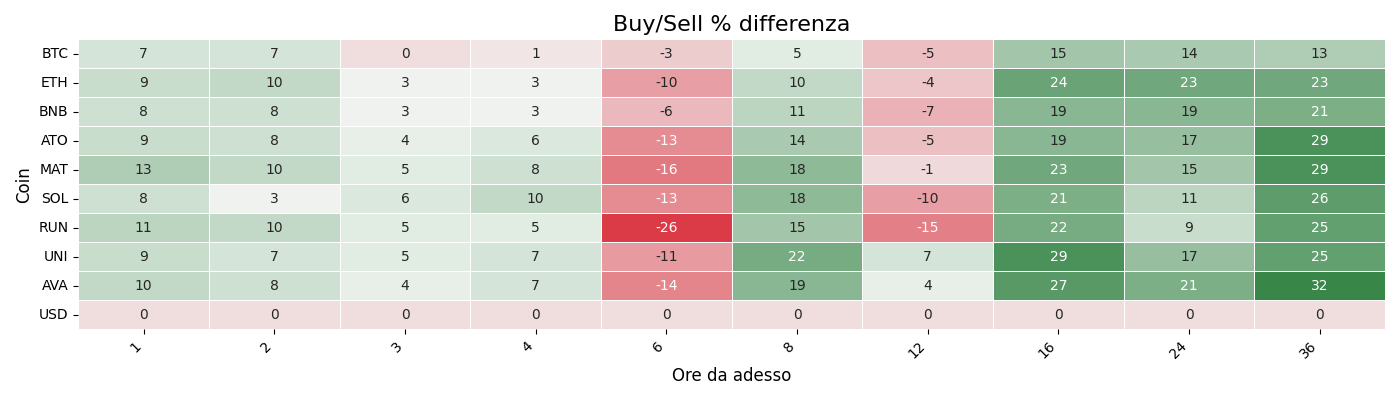 Buy/Sell % differenza
Coin
BTC 7 7 0 1 -3 5 -5 15 14 13
ETH 9 10 3 3 -10 10 -4 24 23 23
BNB 8 8 3 3 -6 11 -7 19 19 21
ATO 9 8 4 6 -13 14 -5 19 17 29
MAT 13 10 5 8 -16 18 -1 23 15 29
SOL 8 3 6 10 -13 18 -10 21 11 26
RUN 11 10 5 5 -26 15 -15 22 9 25
UNI 9 7 5 7 -11 22 7 29 17 25
AVA 10 8 4 7 -14 19 4 27 21 32
USD 0 0 0 0 0 0 0 0 0 0
1 2 3 4 6 8 12 16 24 36
Ore da adesso